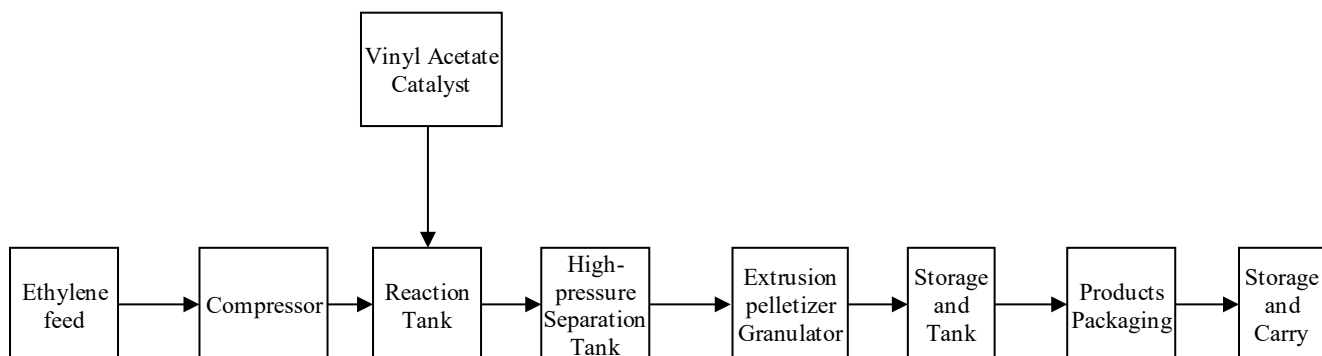 Vinyl Acetate
Catalyst
Ethylene
feed
Compressor
Reaction
Tank
High-
pressure
Separation
Tank
Extrusion
pelletizer
Granulator
Storage
and
Tank
Products
Packaging
Storage
and
Carry